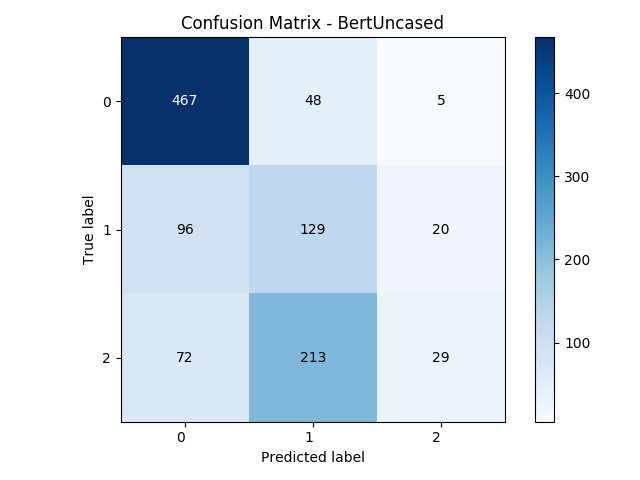 Confusion Matrix - BertUncased
0 467 48 5
1 96 129 20
2 72 213 29
0 1 2
Predicted label
True label
400
300
200
100